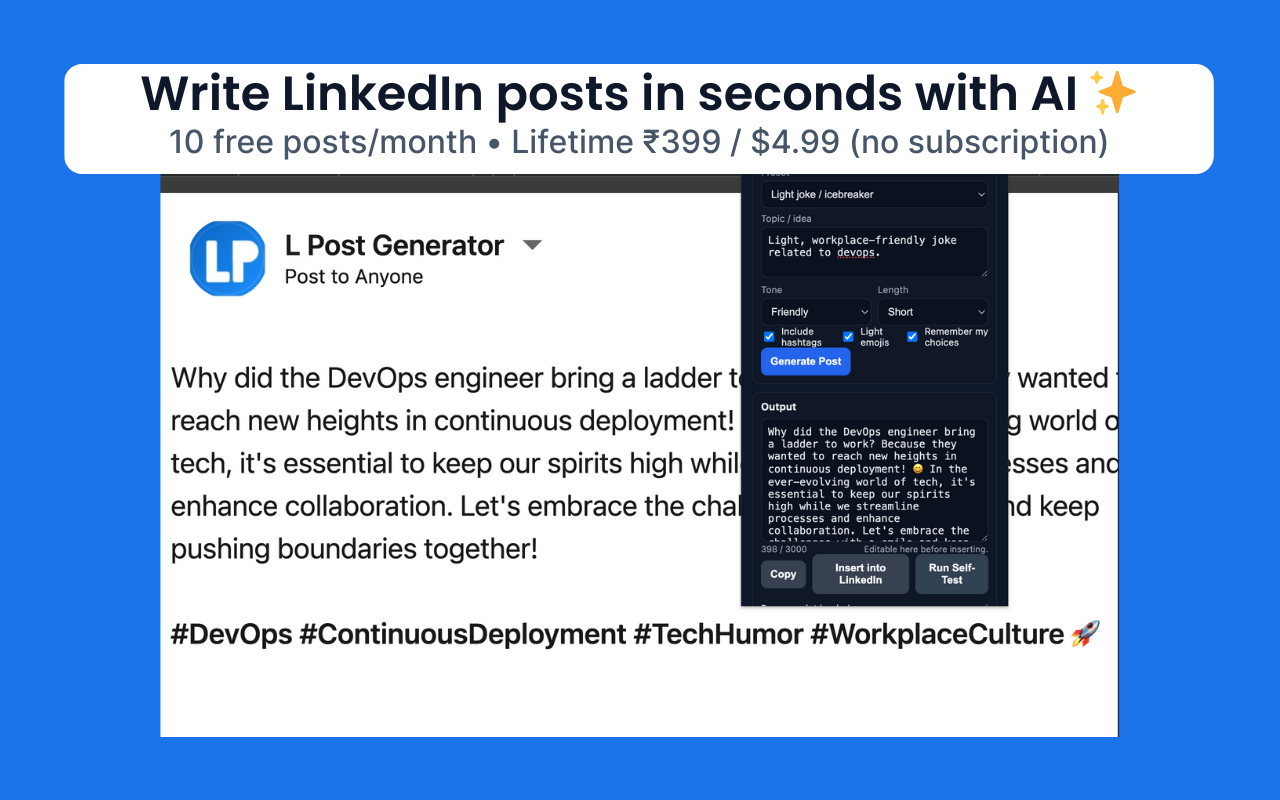 Write LinkedIn posts in seconds with AI ✨
10 free posts/month • Lifetime ₹399 / $4.99 (no subscription)
LP
L Post Generator
Post to Anyone
Why did the DevOps engineer bring a ladder
wanted
reach new heights in continuous deployment!
world
tech, it's essential to keep our spirits high
and
enhance collaboration. Let's embrace the
keep
pushing boundaries together!
#DevOps #ContinuousDeployment #TechHumor #WorkplaceCulture 🚀
Light joke / icebreaker
Topic / idea
Light, workplace-friendly joke
related to devops.
Tone
Length
Friendly
Short
Include
hashtags
Light
emojis
Remember my
choices
Generate Post
Output
Why did the DevOps engineer bring
a ladder to work? Because they
wanted to reach new heights in
continuous deployment! 😄 In the
ever-evolving world of tech, it's
essential to keep our spirits
high while we streamline
processes and enhance
collaboration. Let's embrace the
398 / 3000
Editable here before inserting.
Copy
Insert into
LinkedIn
Run Self-
Test